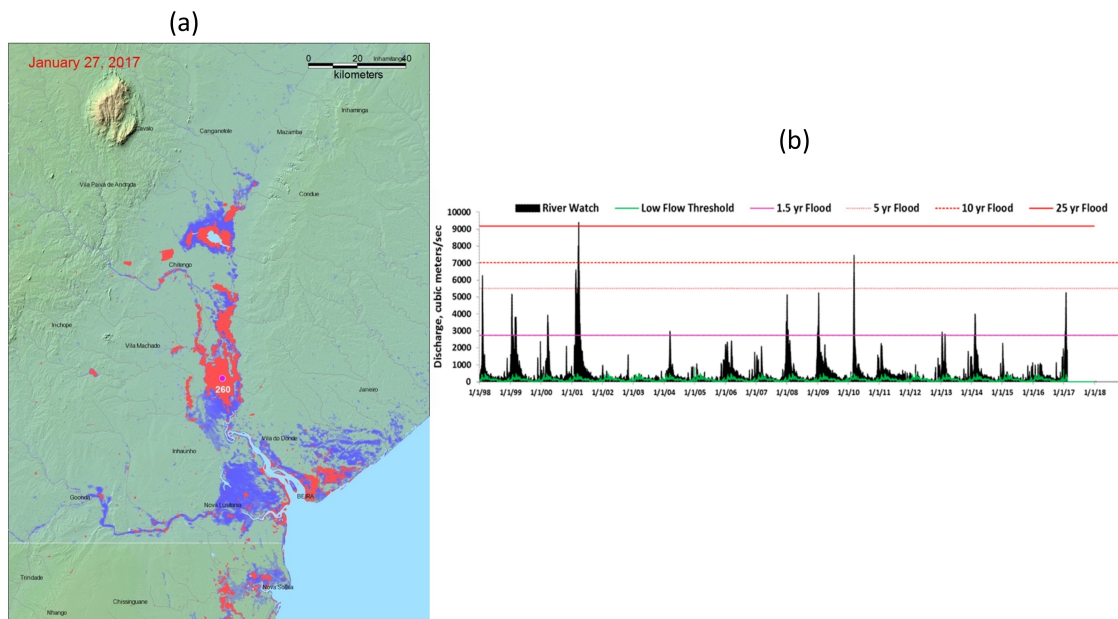 (a)
January 27, 2017
0 20 40
kilometers
Inhamitanga
Inhaminga
Cavalo
Canganetole
Mazamba
Vila Paiva de Andrada
Condue
Chitengo
Inchope
Vila Machado
Janeiro
260
Vila do Dondo
Inhaiunho
Goonda
BEIRA
Nova Lusitania
Trindade
Nova Sofala
Chissinguane
Nhango
(b)
River Watch Low Flow Threshold 1.5 yr Flood 5 yr Flood 10 yr Flood 25 yr Flood
Discharge, cubic meters/sec
10000
9000
8000
7000
6000
5000
4000
3000
2000
1000
0
1/1/98 1/1/99 1/1/00 1/1/01 1/1/02 1/1/03 1/1/04 1/1/05 1/1/06 1/1/07 1/1/08 1/1/09 1/1/10 1/1/11 1/1/12 1/1/13 1/1/14 1/1/15 1/1/16 1/1/17 1/1/18